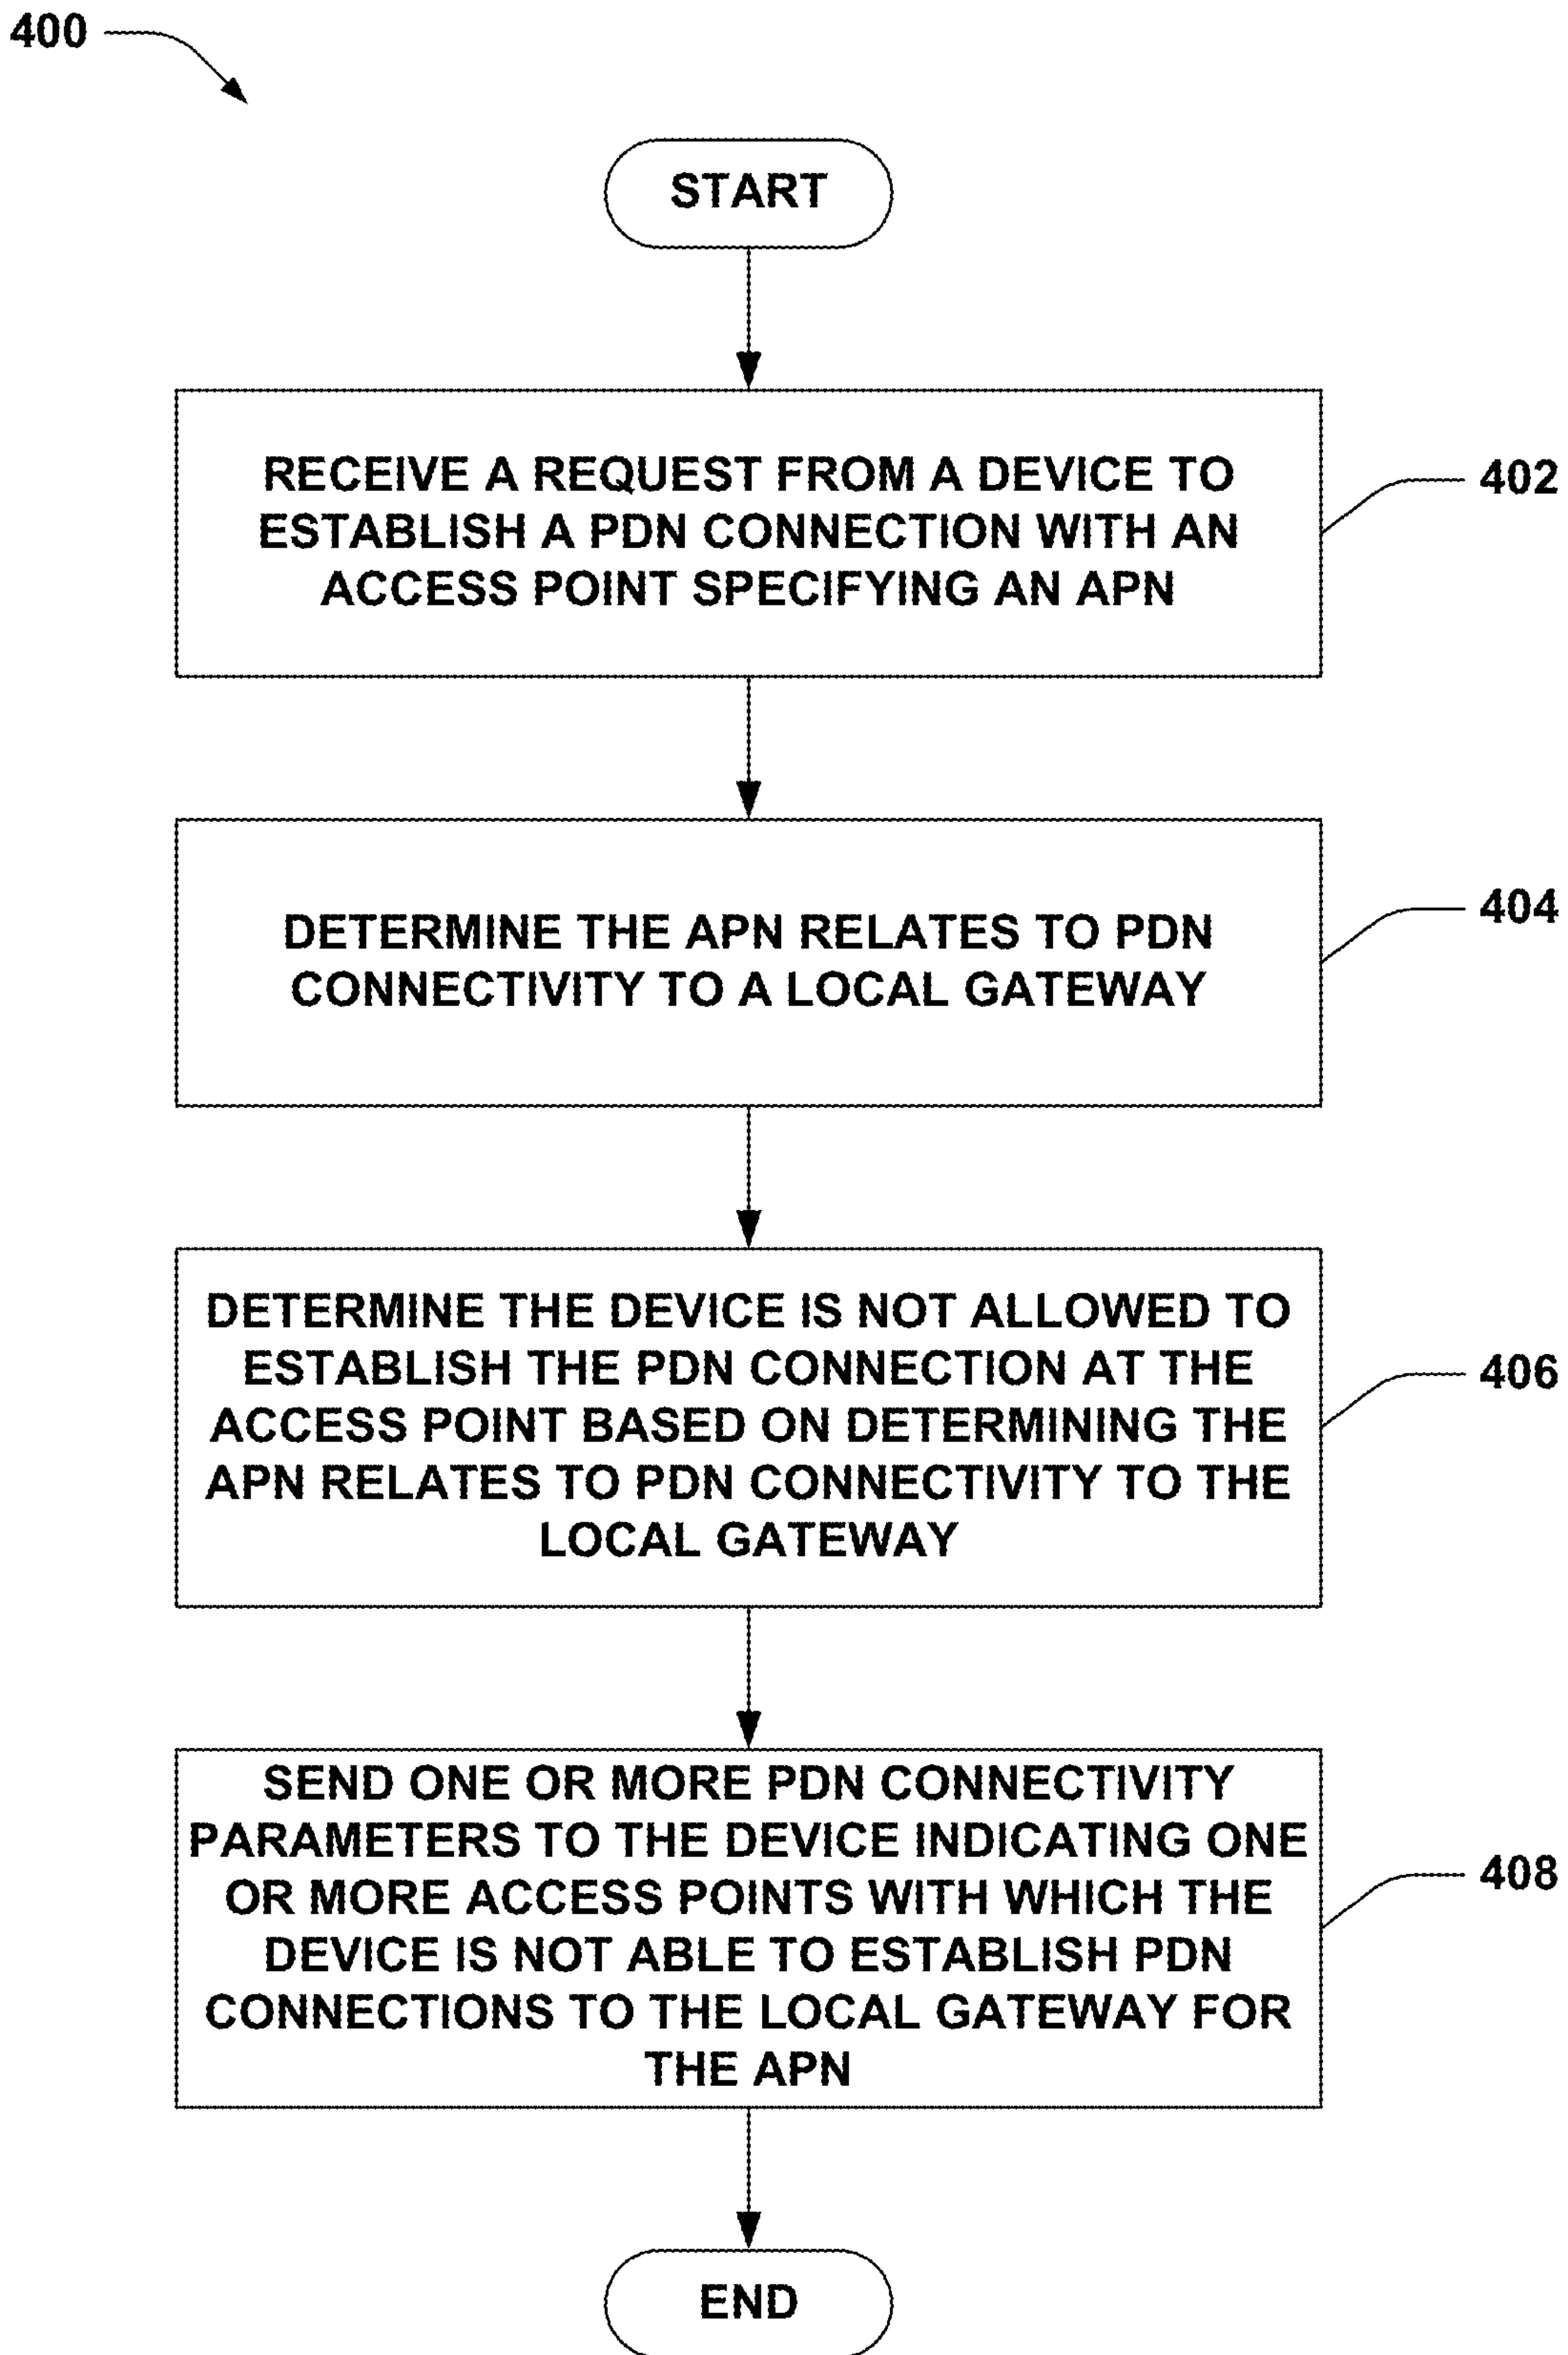 400
START
RECEIVE A REQUEST FROM A DEVICE TO
ESTABLISH A PDN CONNECTION WITH AN
ACCESS POINT SPECIFYING AN APN
402
DETERMINE THE APN RELATES TO PDN
CONNECTIVITY TO A LOCAL GATEWAY
404
DETERMINE THE DEVICE IS NOT ALLOWED TO
ESTABLISH THE PDN CONNECTION AT THE
ACCESS POINT BASED ON DETERMINING THE
APN RELATES TO PDN CONNECTIVITY TO THE
LOCAL GATEWAY
406
SEND ONE OR MORE PDN CONNECTIVITY
PARAMETERS TO THE DEVICE INDICATING ONE
OR MORE ACCESS POINTS WITH WHICH THE
DEVICE IS NOT ABLE TO ESTABLISH PDN
CONNECTIONS TO THE LOCAL GATEWAY FOR
THE APN
408
END